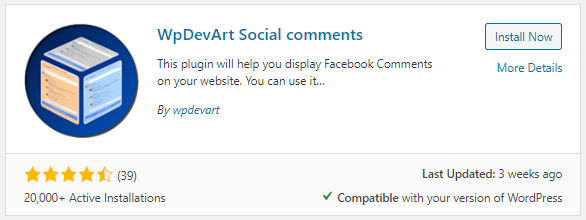 WpDevArt Social comments
Install Now
This plugin will help you display Facebook Comments
More Details
on your website. You can use it...
By wpdevart
(39)
Last Updated: 3 weeks ago
20,000+ Active Installations
Compatible with your version of WordPress